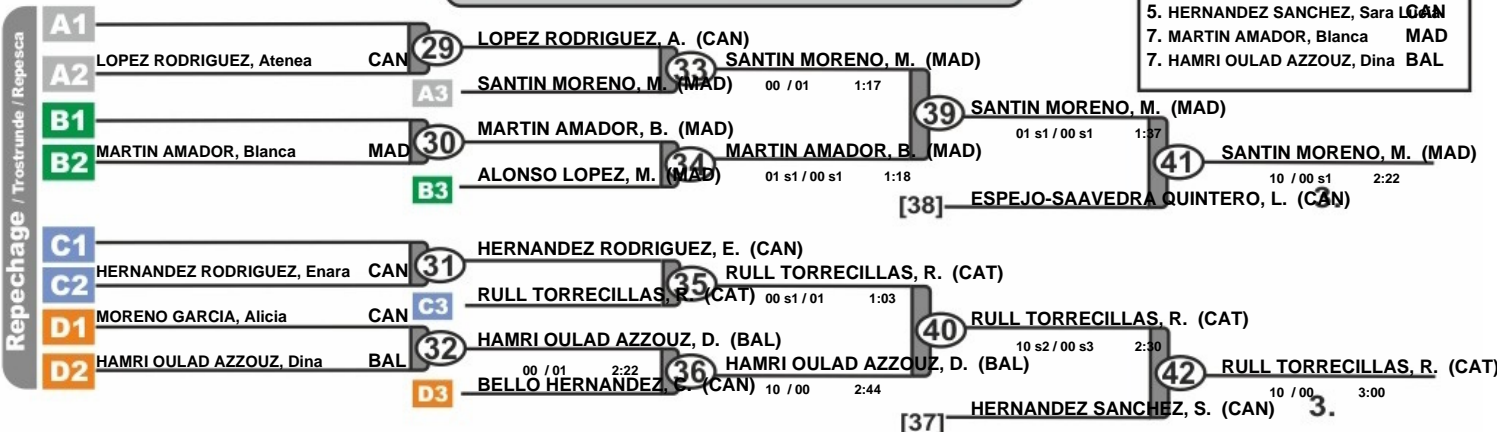 5. HERNANDEZ SANCHEZ, Sara Lucia CAN
7. MARTIN AMADOR, Blanca MAD
7. HAMRI OULAD AZZOUZ, Dina BAL
Repechage / Trostrunde / Repesca
A1
LOPEZ RODRIGUEZ, Atenea CAN
A2
29
LOPEZ RODRIGUEZ, A. (CAN)
A3
SANTIN MORENO, M. (MAD)
33
SANTIN MORENO, M. (MAD)
00 / 01 1:17
B1
MARTIN AMADOR, Blanca MAD
B2
30
MARTIN AMADOR, B. (MAD)
B3
ALONSO LOPEZ, M. (MAD)
34
MARTIN AMADOR, B. (MAD)
01 s1 / 00 s1 1:18
39
SANTIN MORENO, M. (MAD)
01 s1 / 00 s1 1:37
[38]
ESPEJO-SAAVEDRA QUINTERO, L. (CAN)
41
SANTIN MORENO, M. (MAD)
10 / 00 s1 2:22
3.
C1
HERNANDEZ RODRIGUEZ, Enara CAN
C2
31
HERNANDEZ RODRIGUEZ, E. (CAN)
C3
RULL TORRECILLAS, R. (CAT)
35
RULL TORRECILLAS, R. (CAT)
00 s1 / 01 1:03
D1
MORENO GARCIA, Alicia CAN
D2
HAMRI OULAD AZZOUZ, Dina BAL
32
HAMRI OULAD AZZOUZ, D. (BAL)
00 / 01 2:22
D3
BELLO HERNANDEZ, C. (CAN)
36
HAMRI OULAD AZZOUZ, D. (BAL)
10 / 00 2:44
40
RULL TORRECILLAS, R. (CAT)
10 s2 / 00 s3 2:30
[37]
HERNANDEZ SANCHEZ, S. (CAN)
42
RULL TORRECILLAS, R. (CAT)
10 / 00 3:00
3.